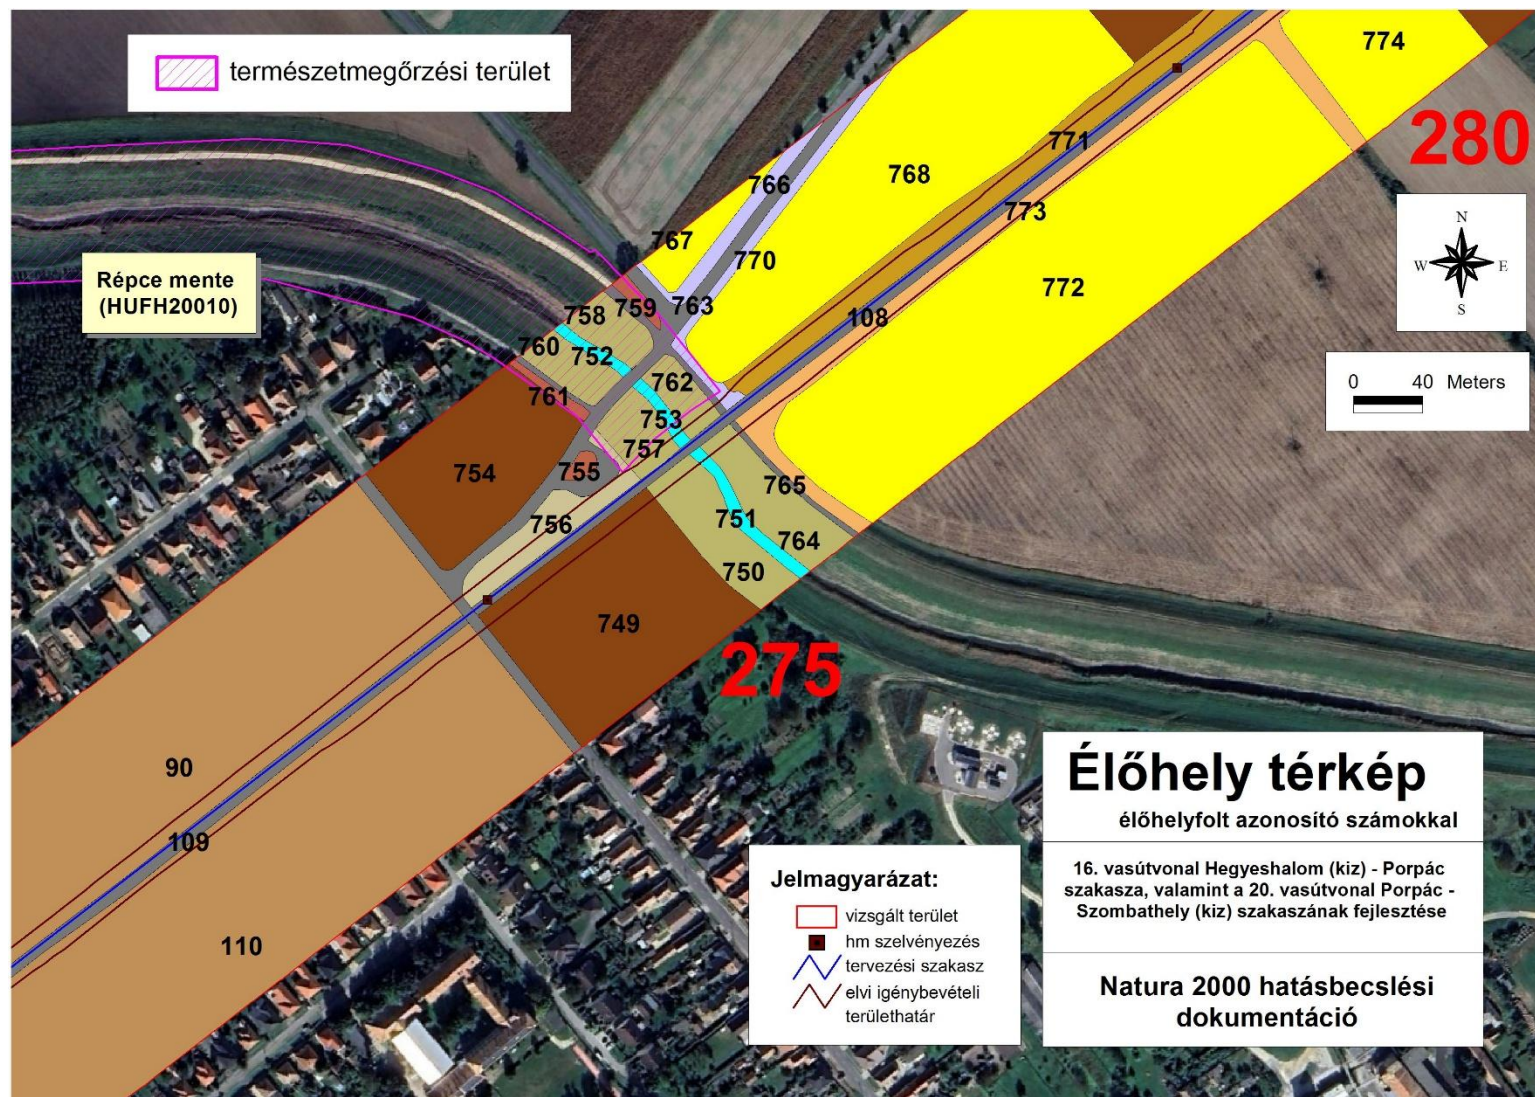 természetmegőrzési terület
774
280
771
768
766
773
767
770
772
N
W E
S
Répce mente
(HUFH20010)
759
763
758
108
760
752
762
0 40 Meters
761
753
757
754
755
765
756
751
764
750
749
275
90
109
110
Élőhely térkép
élőhelyfolt azonosító számokkal
16. vasútvonal Hegyeshalom (kiz) - Porpác
szakasza, valamint a 20. vasútvonal Porpác -
Szombathely (kiz) szakaszának fejlesztése
Natura 2000 hatásbecslési
dokumentáció
Jelmagyarázat:
vizsgált terület
hm szelvényezés
tervezési szakasz
elvi igénybevételi
területhatár